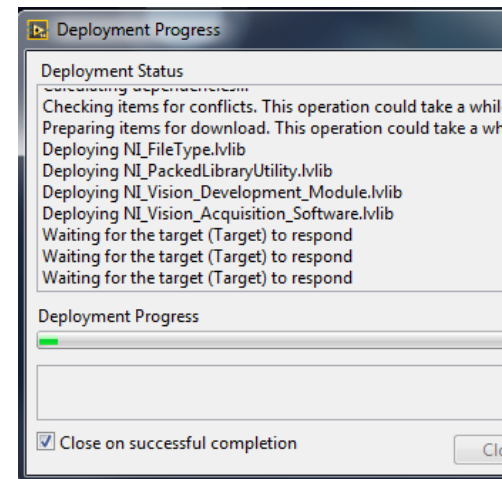 Deployment Progress
Deployment Status
Calculating dependencies...
Checking items for conflicts. This operation could take a whil
Preparing items for download. This operation could take a wh
Deploying NI_FileType.lvlib
Deploying NI_PackedLibraryUtility.lvlib
Deploying NI_Vision_Development_Module.lvlib
Deploying NI_Vision_Acquisition_Software.lvlib
Waiting for the target (Target) to respond
Waiting for the target (Target) to respond
Waiting for the target (Target) to respond
Deployment Progress
Close on successful completion
Clo